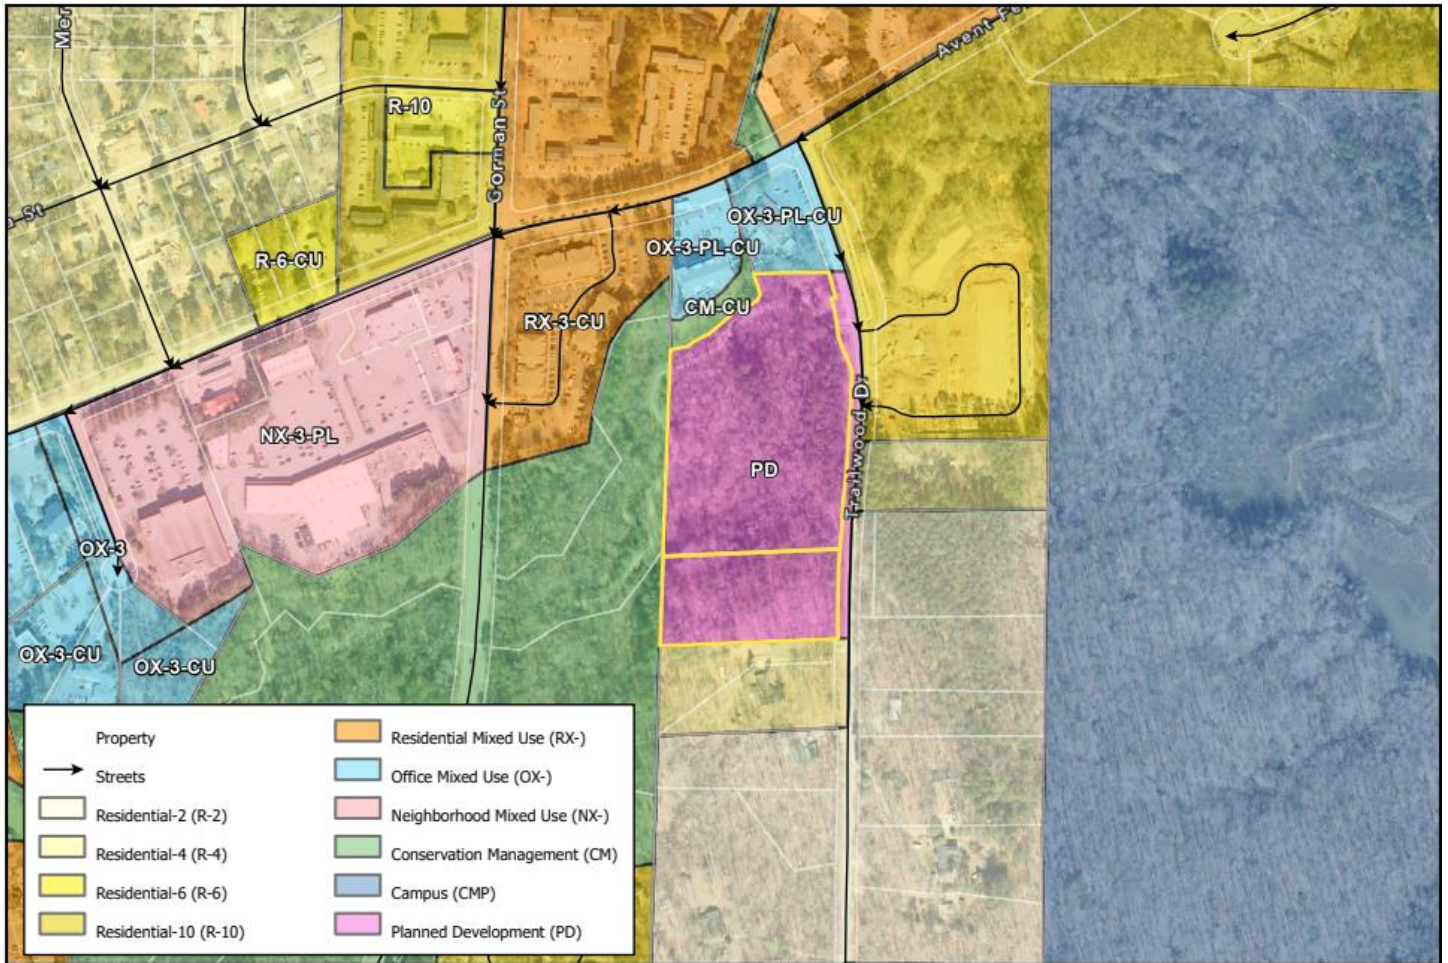 Mer
Avent Fe
R-10
Gorman St
a St
OX-3-PL-CU
R-6-CU
OX-3-PL-CU
CM-CU
RX-3-CU
Trailwood Dr
NX-3-PL
PD
OX-3
OX-3-CU
OX-3-CU
Property
Streets
Residential-2 (R-2)
Residential-4 (R-4)
Residential-6 (R-6)
Residential-10 (R-10)
Residential Mixed Use (RX-)
Office Mixed Use (OX-)
Neighborhood Mixed Use (NX-)
Conservation Management (CM)
Campus (CMP)
Planned Development (PD)